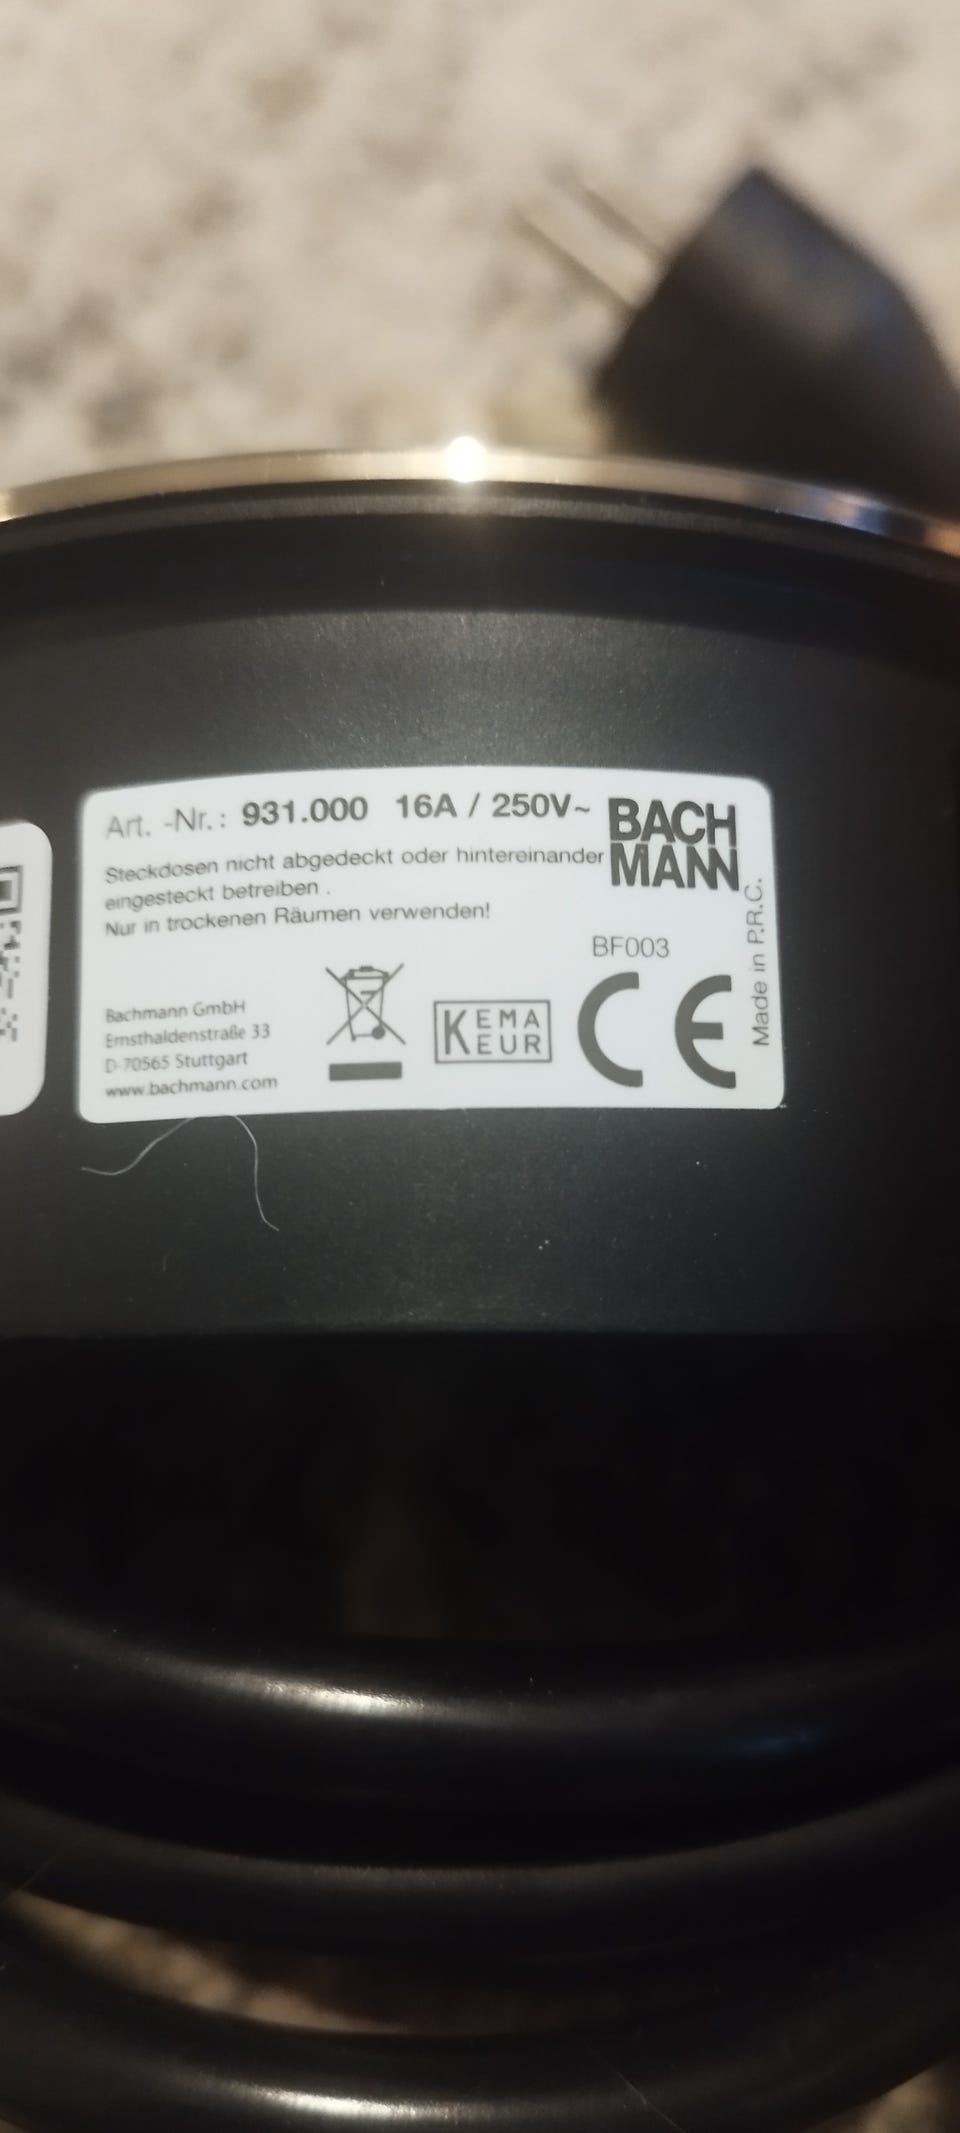 Art. -Nr.: 931.000 16A / 250V~
BACH
MANN
Steckdosen nicht abgedeckt oder hintereinander
eingesteckt betreiben .
Nur in trockenen Räumen verwenden!
BF003
Made in P.R.C.
Bachmann GmbH
Ernsthaldenstraße 33
D-70565 Stuttgart
www.bachmann.com
KEMA
EUR
CE